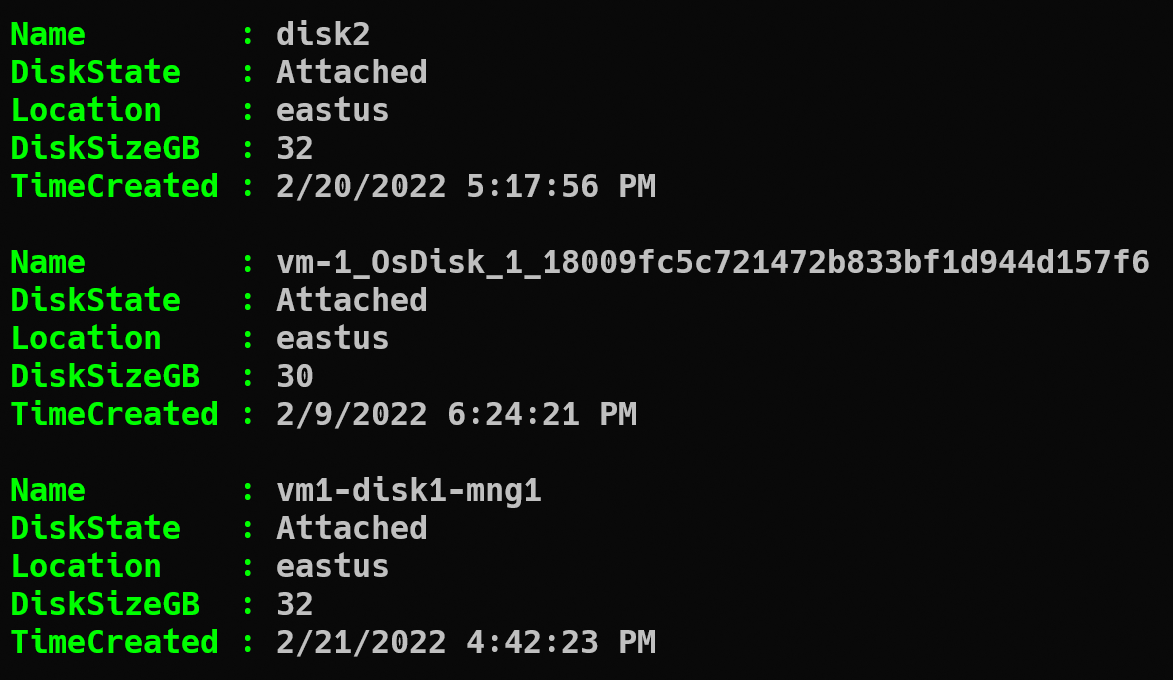 Name        : disk2
DiskState   : Attached
Location    : eastus
DiskSizeGB  : 32
TimeCreated : 2/20/2022 5:17:56 PM

Name        : vm-1_OsDisk_1_18009fc5c721472b833bf1d944d157f6
DiskState   : Attached
Location    : eastus
DiskSizeGB  : 30
TimeCreated : 2/9/2022 6:24:21 PM

Name        : vm1-disk1-mng1
DiskState   : Attached
Location    : eastus
DiskSizeGB  : 32
TimeCreated : 2/21/2022 4:42:23 PM